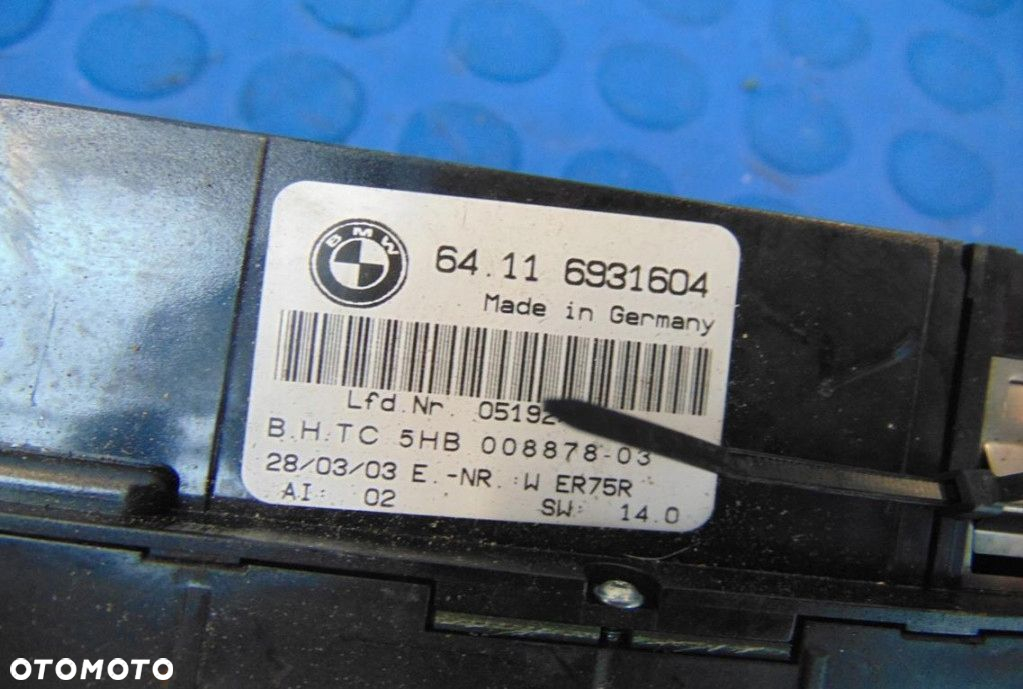 BMW
64.11 6931604
Made in Germany
Lfd.Nr. 05192
B.H.TC 5HB 008878-03
28/03/03 E.-NR. :W ER75R
AI: 02 SW: 14.0
OTOMOTO